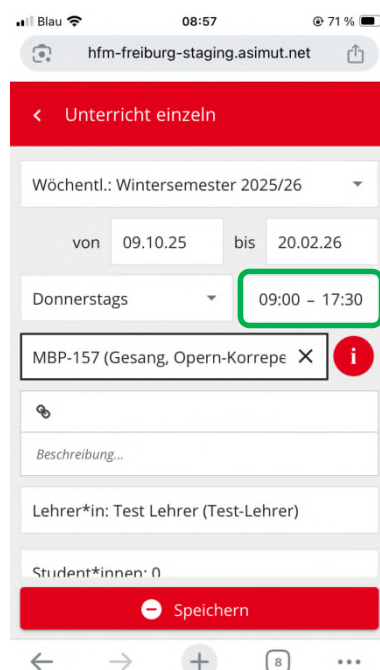 Blau 08:57 71 %
hfm-freiburg-staging.asimut.net
Unterricht einzeln
Wöchentl.: Wintersemester 2025/26
von 09.10.25 bis 20.02.26
Donnerstags 09:00 – 17:30
MBP-157 (Gesang, Opern-Korrepe
i
Beschreibung...
Lehrer*in: Test Lehrer (Test-Lehrer)
Student*innen: 0
Speichern
8